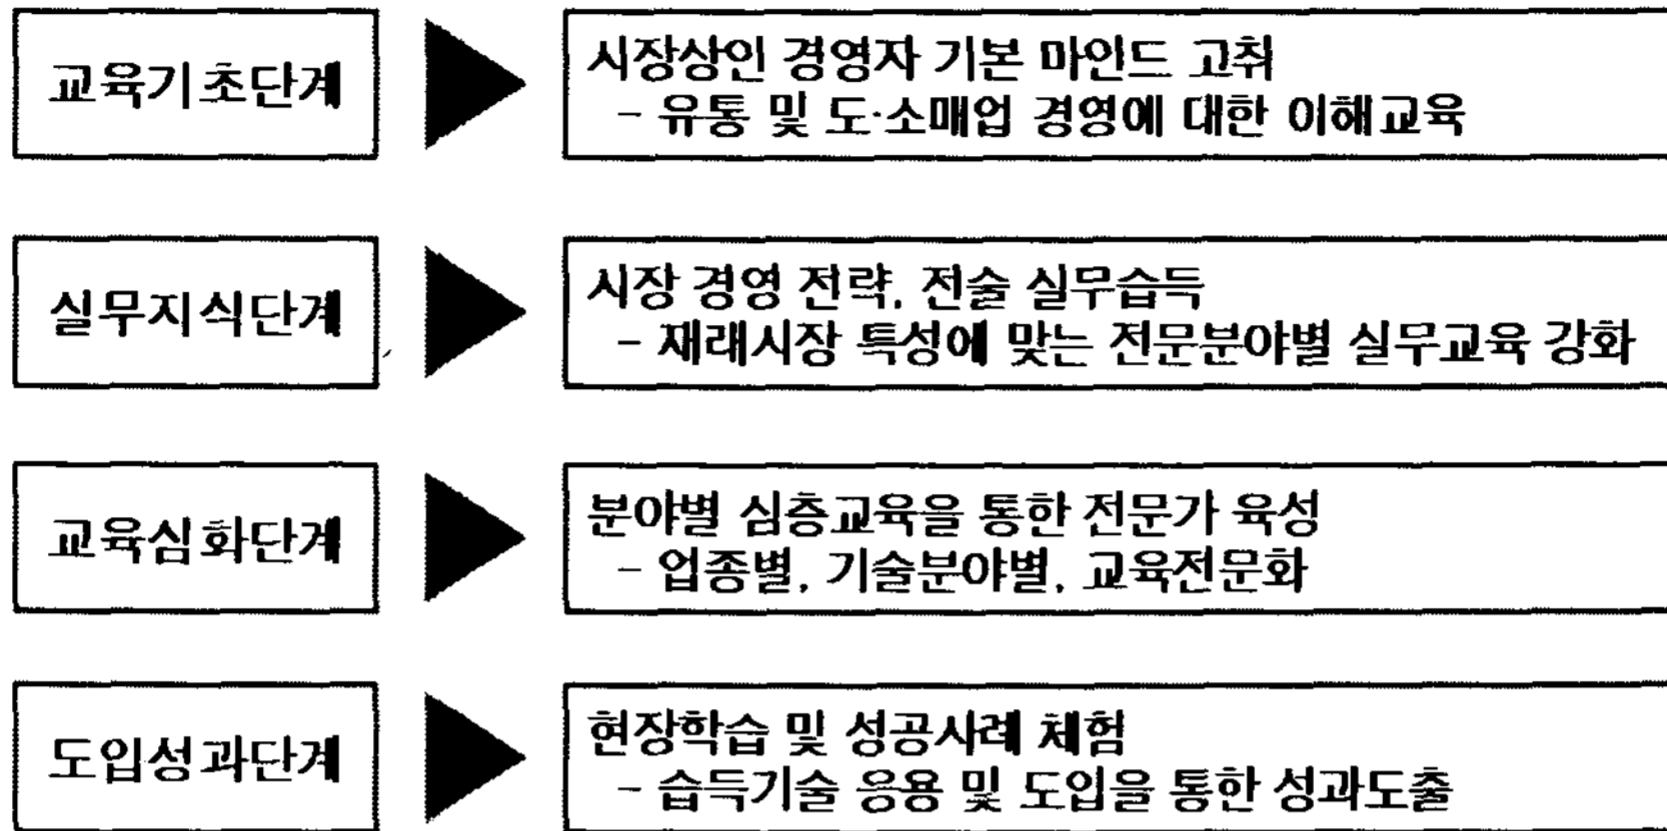 교육기초단계
시장상인 경영자 기본 마인드 고취
- 유통 및 도·소매업 경영에 대한 이해교육
실무지식단계
시장 경영 전략, 전술 실무습득
- 재래시장 특성에 맞는 전문분야별 실무교육 강화
교육심화단계
분야별 심층교육을 통한 전문가 육성
- 업종별, 기술분야별, 교육전문화
도입성과단계
현장학습 및 성공사례 체험
- 습득기술 응용 및 도입을 통한 성과도출